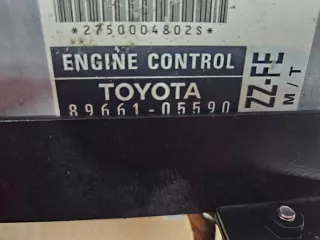 *2750004802S*
ENGINE CONTROL
TOYOTA
89661-05590
ZZ-FE
M/T